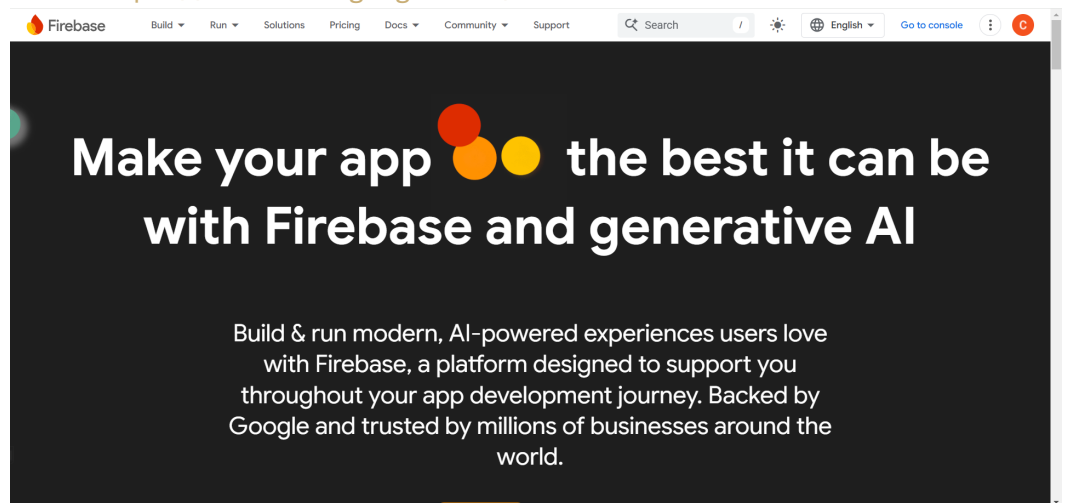 Firebase Build Run Solutions Pricing Docs Community Support Search / English Go to console C
Make your app the best it can be
with Firebase and generative AI
Build & run modern, AI-powered experiences users love
with Firebase, a platform designed to support you
throughout your app development journey. Backed by
Google and trusted by millions of businesses around the
world.